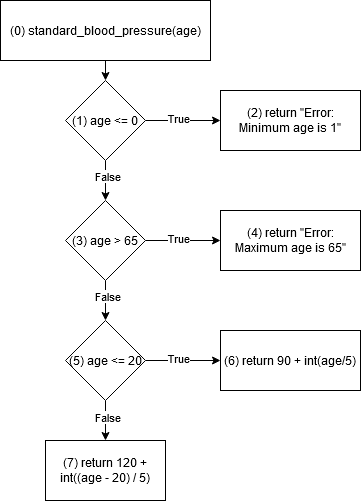 (0) standard_blood_pressure(age)
(1) age <= 0
True
(2) return "Error:
Minimum age is 1"
False
(3) age > 65
True
(4) return "Error:
Maximum age is 65"
False
(5) age <= 20
True
(6) return 90 + int(age/5)
False
(7) return 120 +
int((age - 20) / 5)